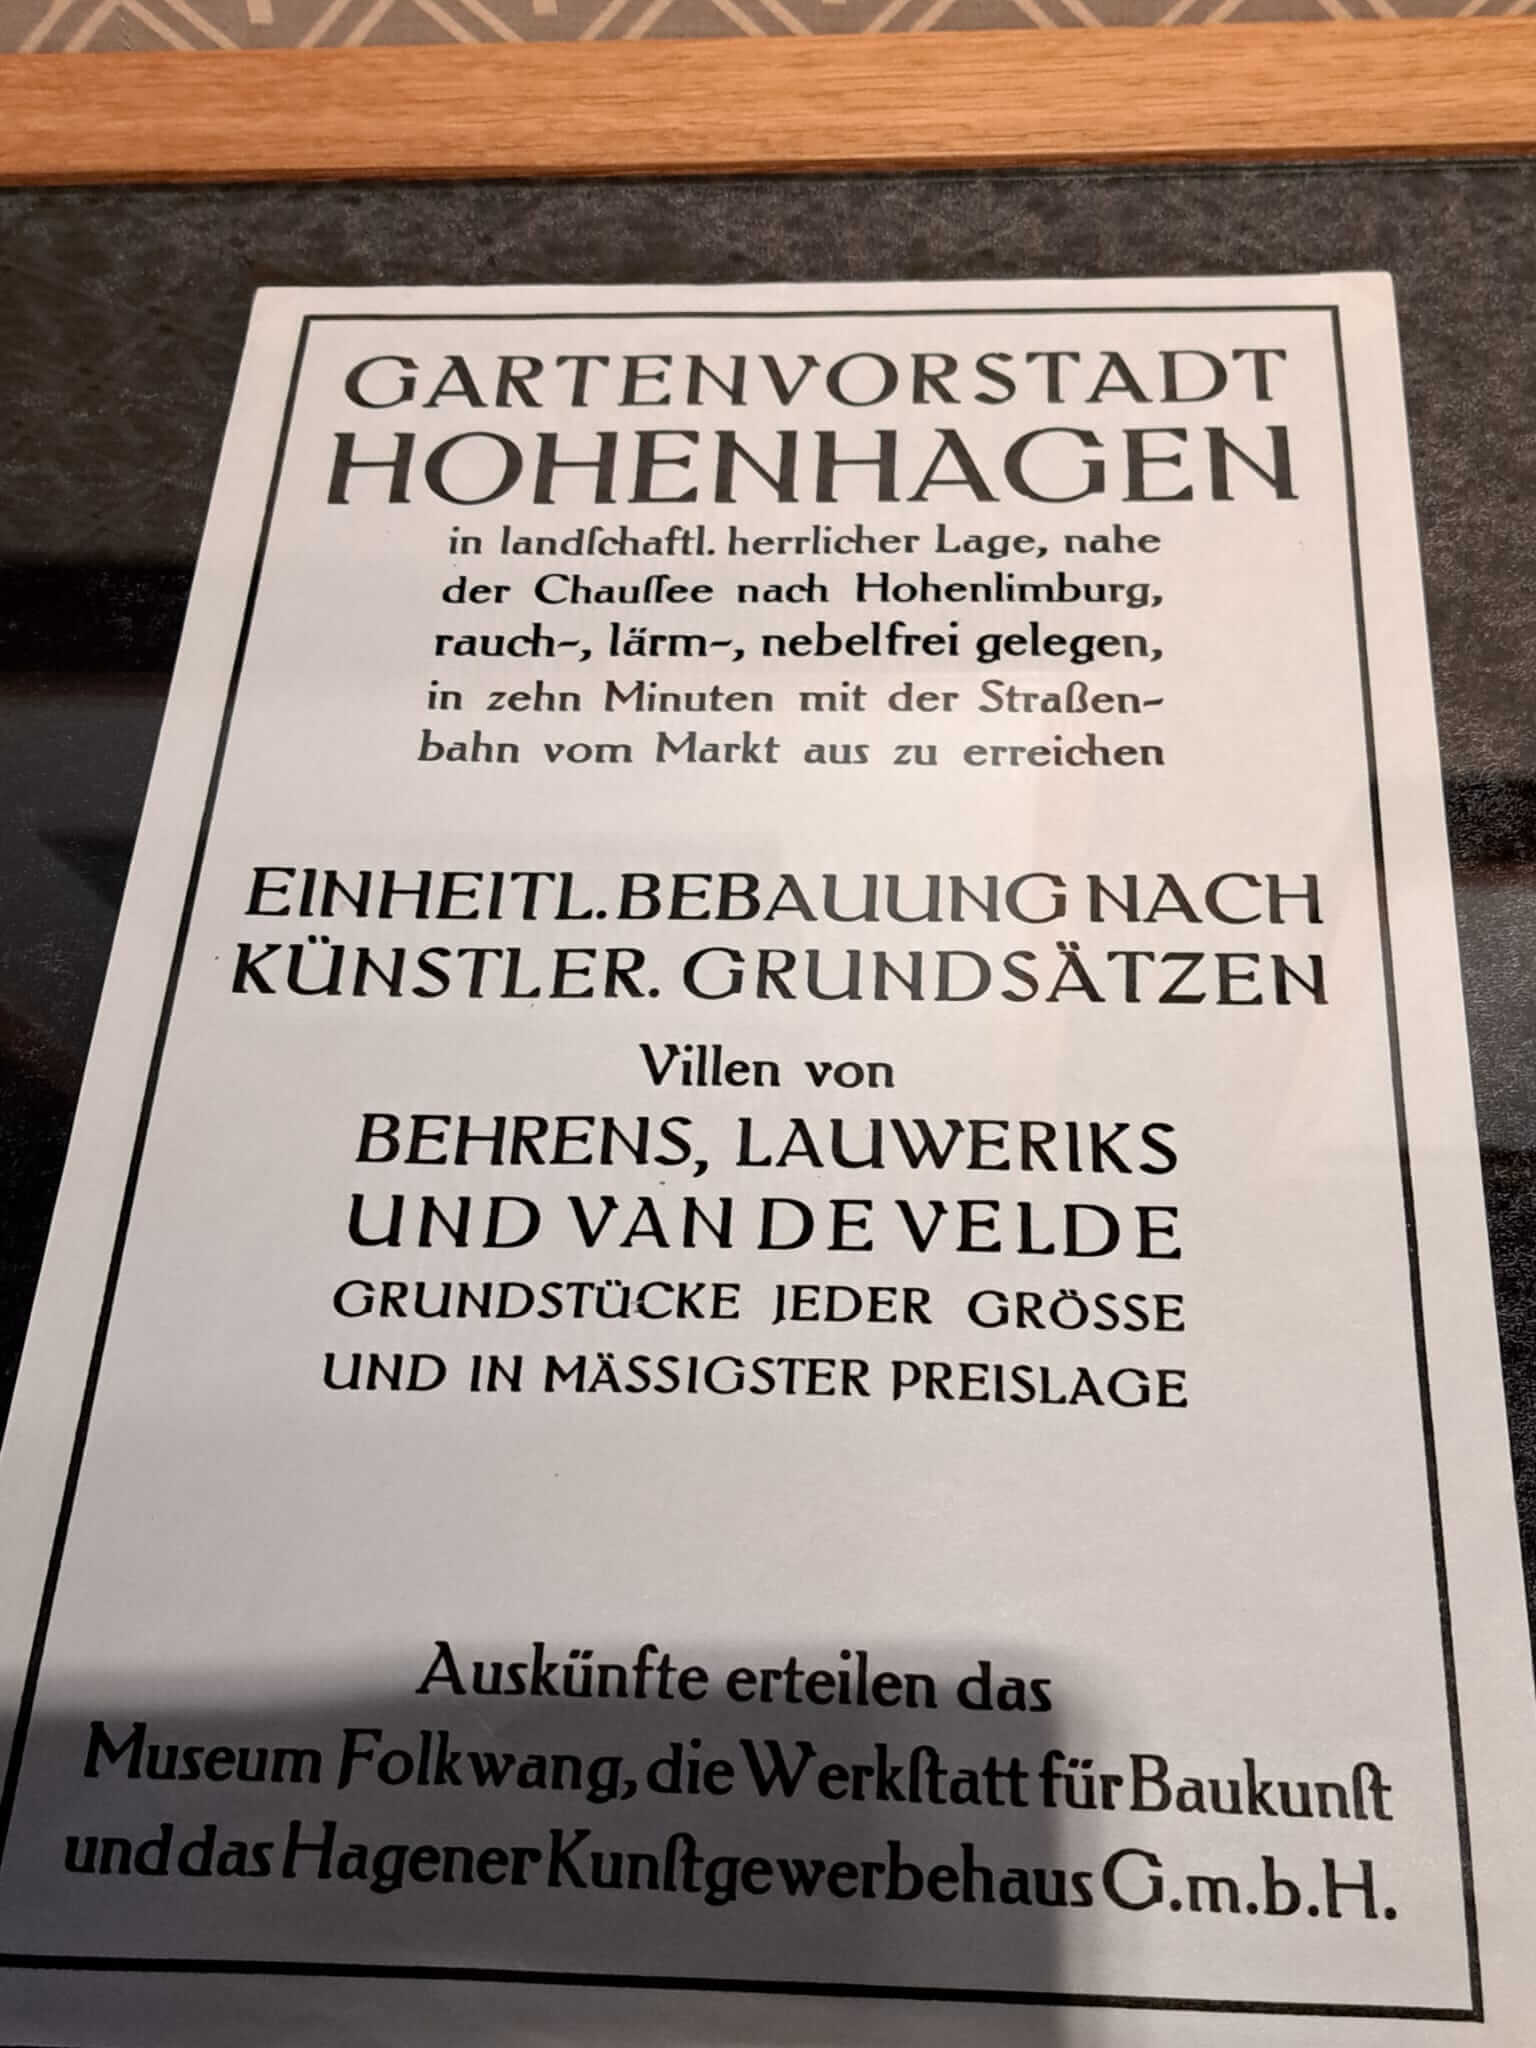 GARTENVORSTADT
HOHENHAGEN
in landſchaftl. herrlicher Lage, nahe
der Chauſſee nach Hohenlimburg,
rauch-, lärm-, nebelfrei gelegen,
in zehn Minuten mit der Straßen-
bahn vom Markt aus zu erreichen
EINHEITL. BEBAUUNG NACH
KÜNSTLER. GRUNDSÄTZEN
Villen von
BEHRENS, LAUWERIKS
UND VAN DE VELDE
GRUNDSTÜCKE JEDER GRÖSSE
UND IN MÄSSIGSTER PREISLAGE
Auskünfte erteilen das
Museum Folkwang, die Werkſtatt für Baukunſt
und das Hagener Kunſtgewerbehaus G.m.b.H.